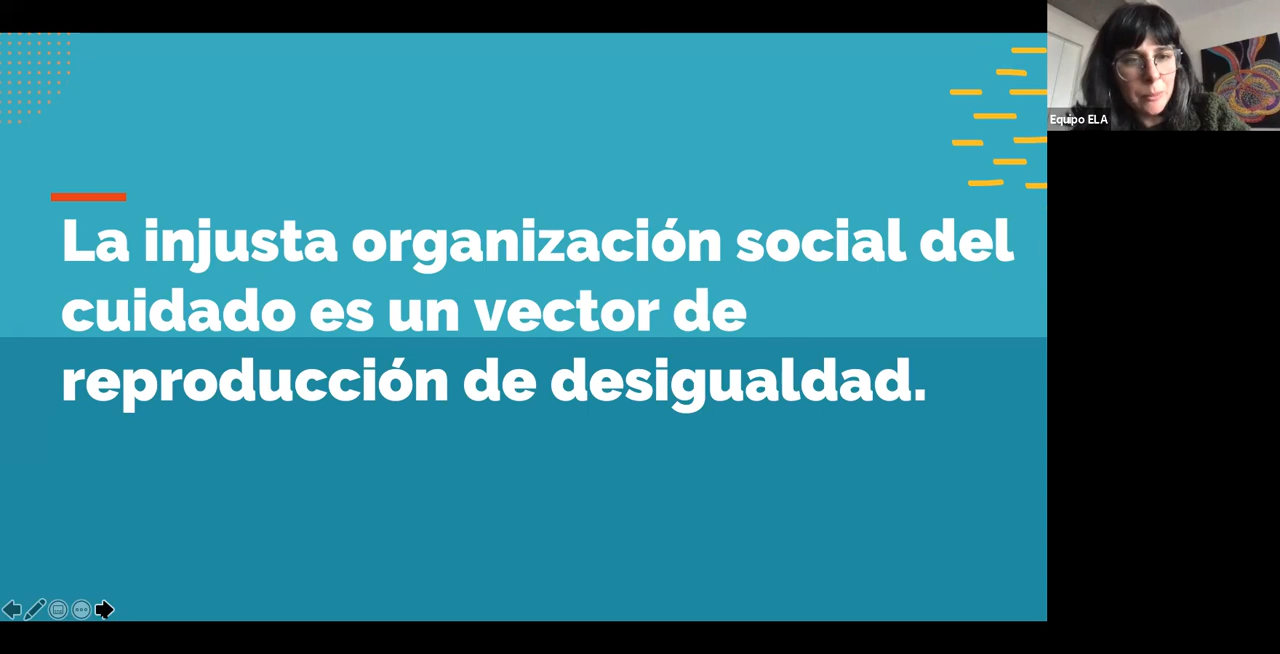 La injusta organización social del
cuidado es un vector de
reproducción de desigualdad.
Equipo ELA